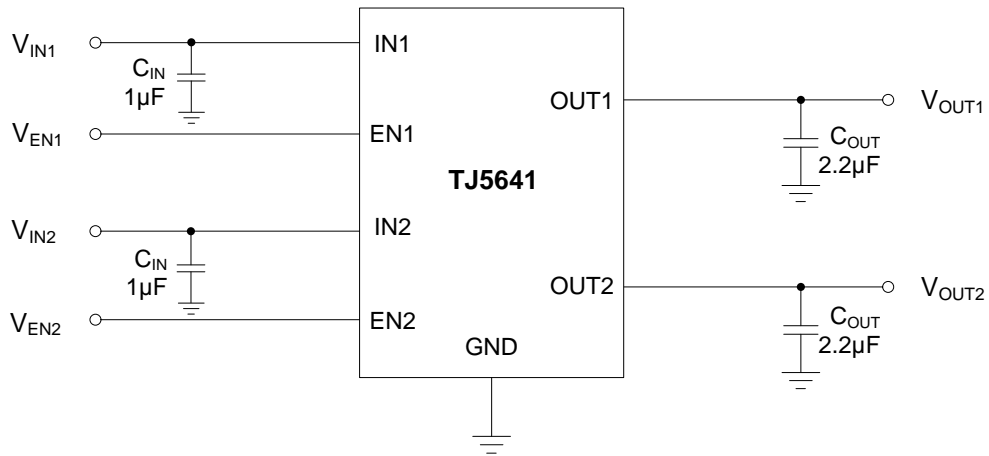 VIN1
CIN
1µF
VEN1
VIN2
CIN
1µF
VEN2
IN1
EN1
IN2
EN2
TJ5641
OUT1
OUT2
GND
VOUT1
COUT
2.2µF
VOUT2
COUT
2.2µF